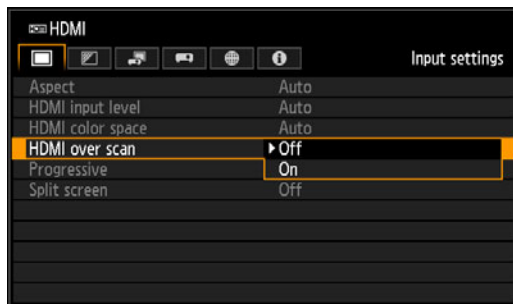 HDMI
Input settings
Aspect Auto
HDMI input level Auto
HDMI color space Auto
HDMI over scan Off
Progressive On
Split screen Off